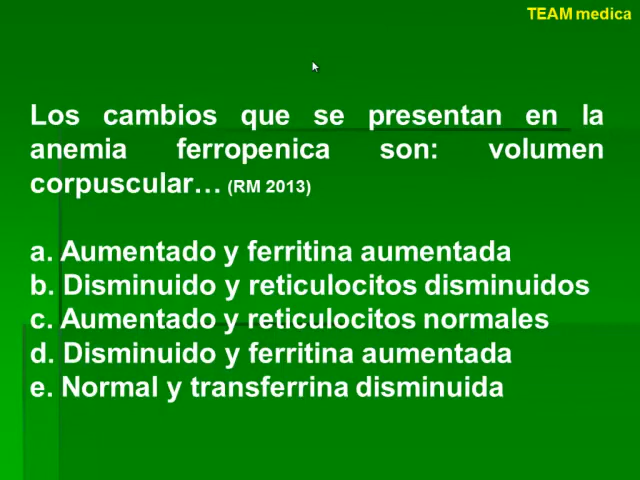 TEAM medica
Los cambios que se presentan en la
anemia ferropenica son: volumen
corpuscular… (RM 2013)
a. Aumentado y ferritina aumentada
b. Disminuido y reticulocitos disminuidos
c. Aumentado y reticulocitos normales
d. Disminuido y ferritina aumentada
e. Normal y transferrina disminuida